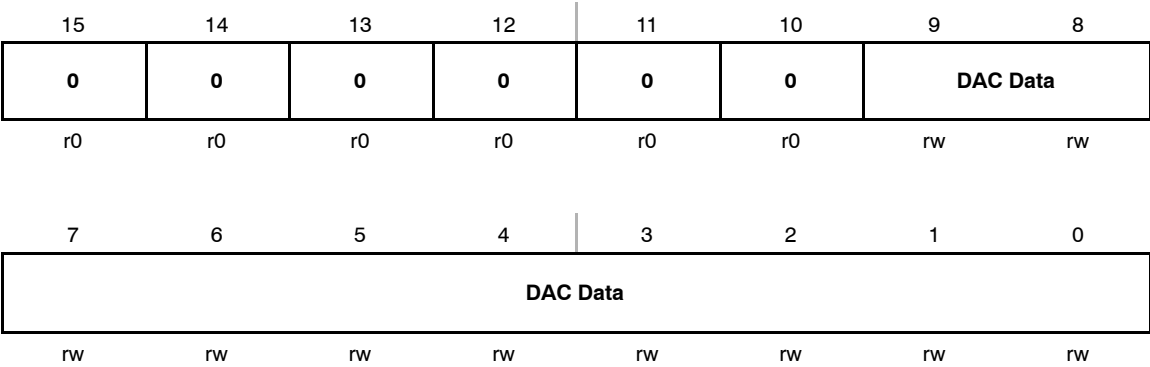 15 14 13 12 11 10 9 8
0 0 0 0 0 0 DAC Data
r0 r0 r0 r0 r0 r0 rw rw
7 6 5 4 3 2 1 0
DAC Data
rw rw rw rw rw rw rw rw